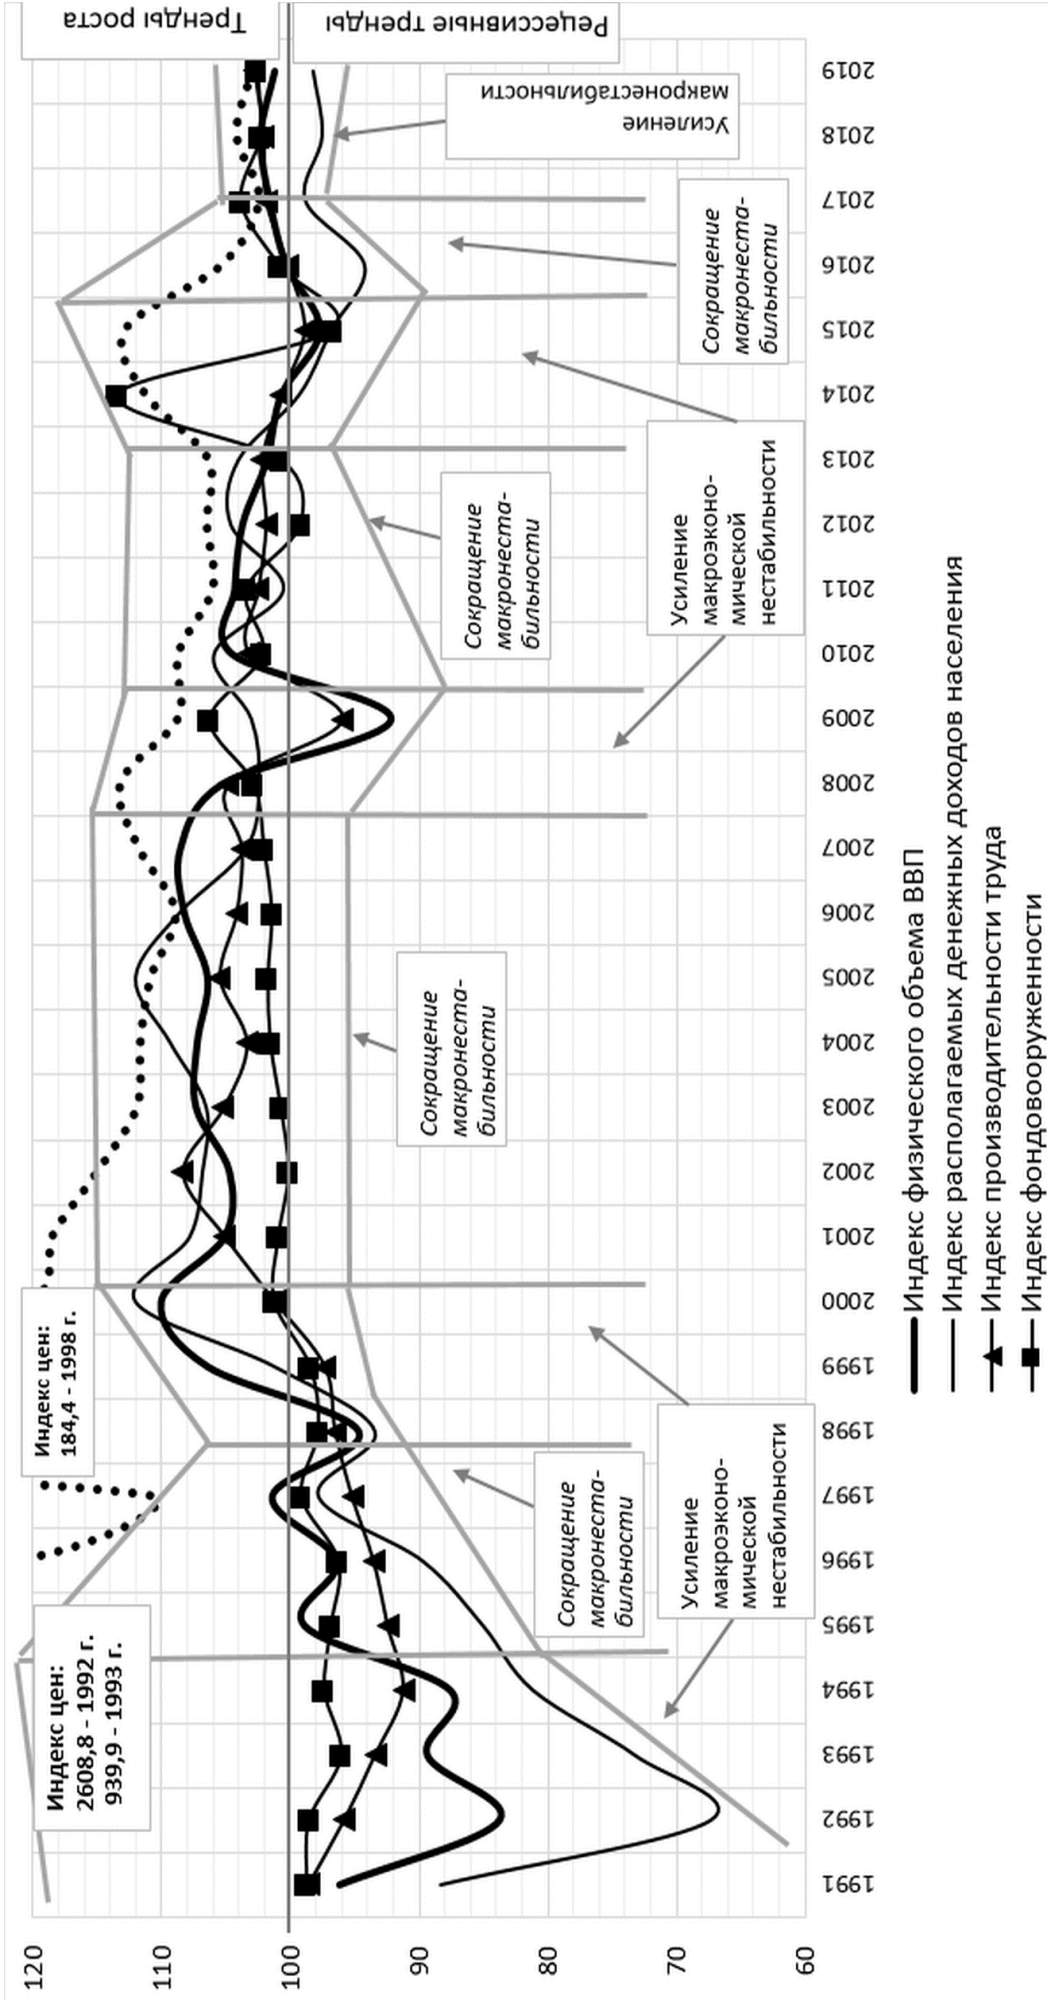 Тренды роста
Рецессивные тренды
Индекс цен:
2608,8 - 1992 г.
939,9 - 1993 г.
Индекс цен:
184,4 - 1998 г.
Усиление
макронестабильности
Сокращение
макронеста-
бильности
Сокращение
макронеста-
бильности
Сокращение
макронеста-
бильности
Сокращение
макронеста-
бильности
Усиление
макроэконо-
мической
нестабильности
Усиление
макроэконо-
мической
нестабильности
120
110
100
90
80
70
60
1991
1992
1993
1994
1995
1996
1997
1998
1999
2000
2001
2002
2003
2004
2005
2006
2007
2008
2009
2010
2011
2012
2013
2014
2015
2016
2017
2018
2019
Индекс физического объема ВВП
Индекс располагаемых денежных доходов населения
Индекс производительности труда
Индекс фондовооруженности